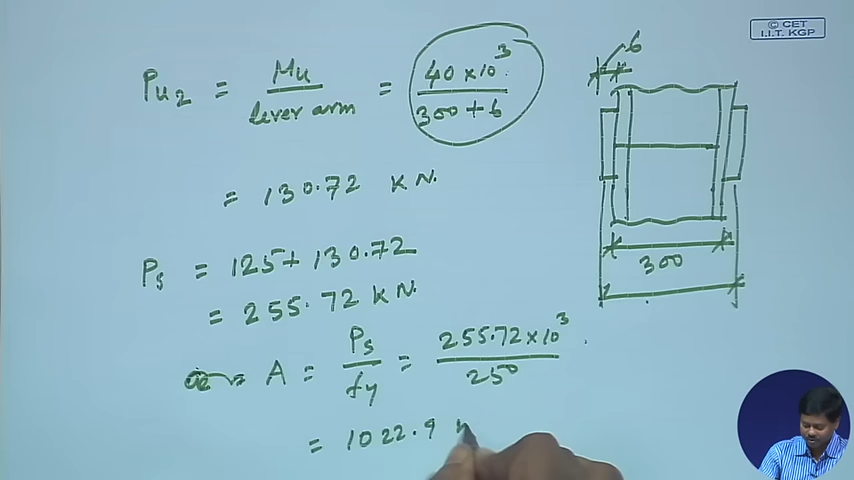 © CET
I.I.T. KGP
6
Pu2 = Mu / lever arm = 40 × 10³ / 300 + 6
= 130.72 KN.
Ps = 125 + 130.72
= 255.72 KN.
300
A = Ps / fy = 255.72 × 10³ / 250
= 1022.9